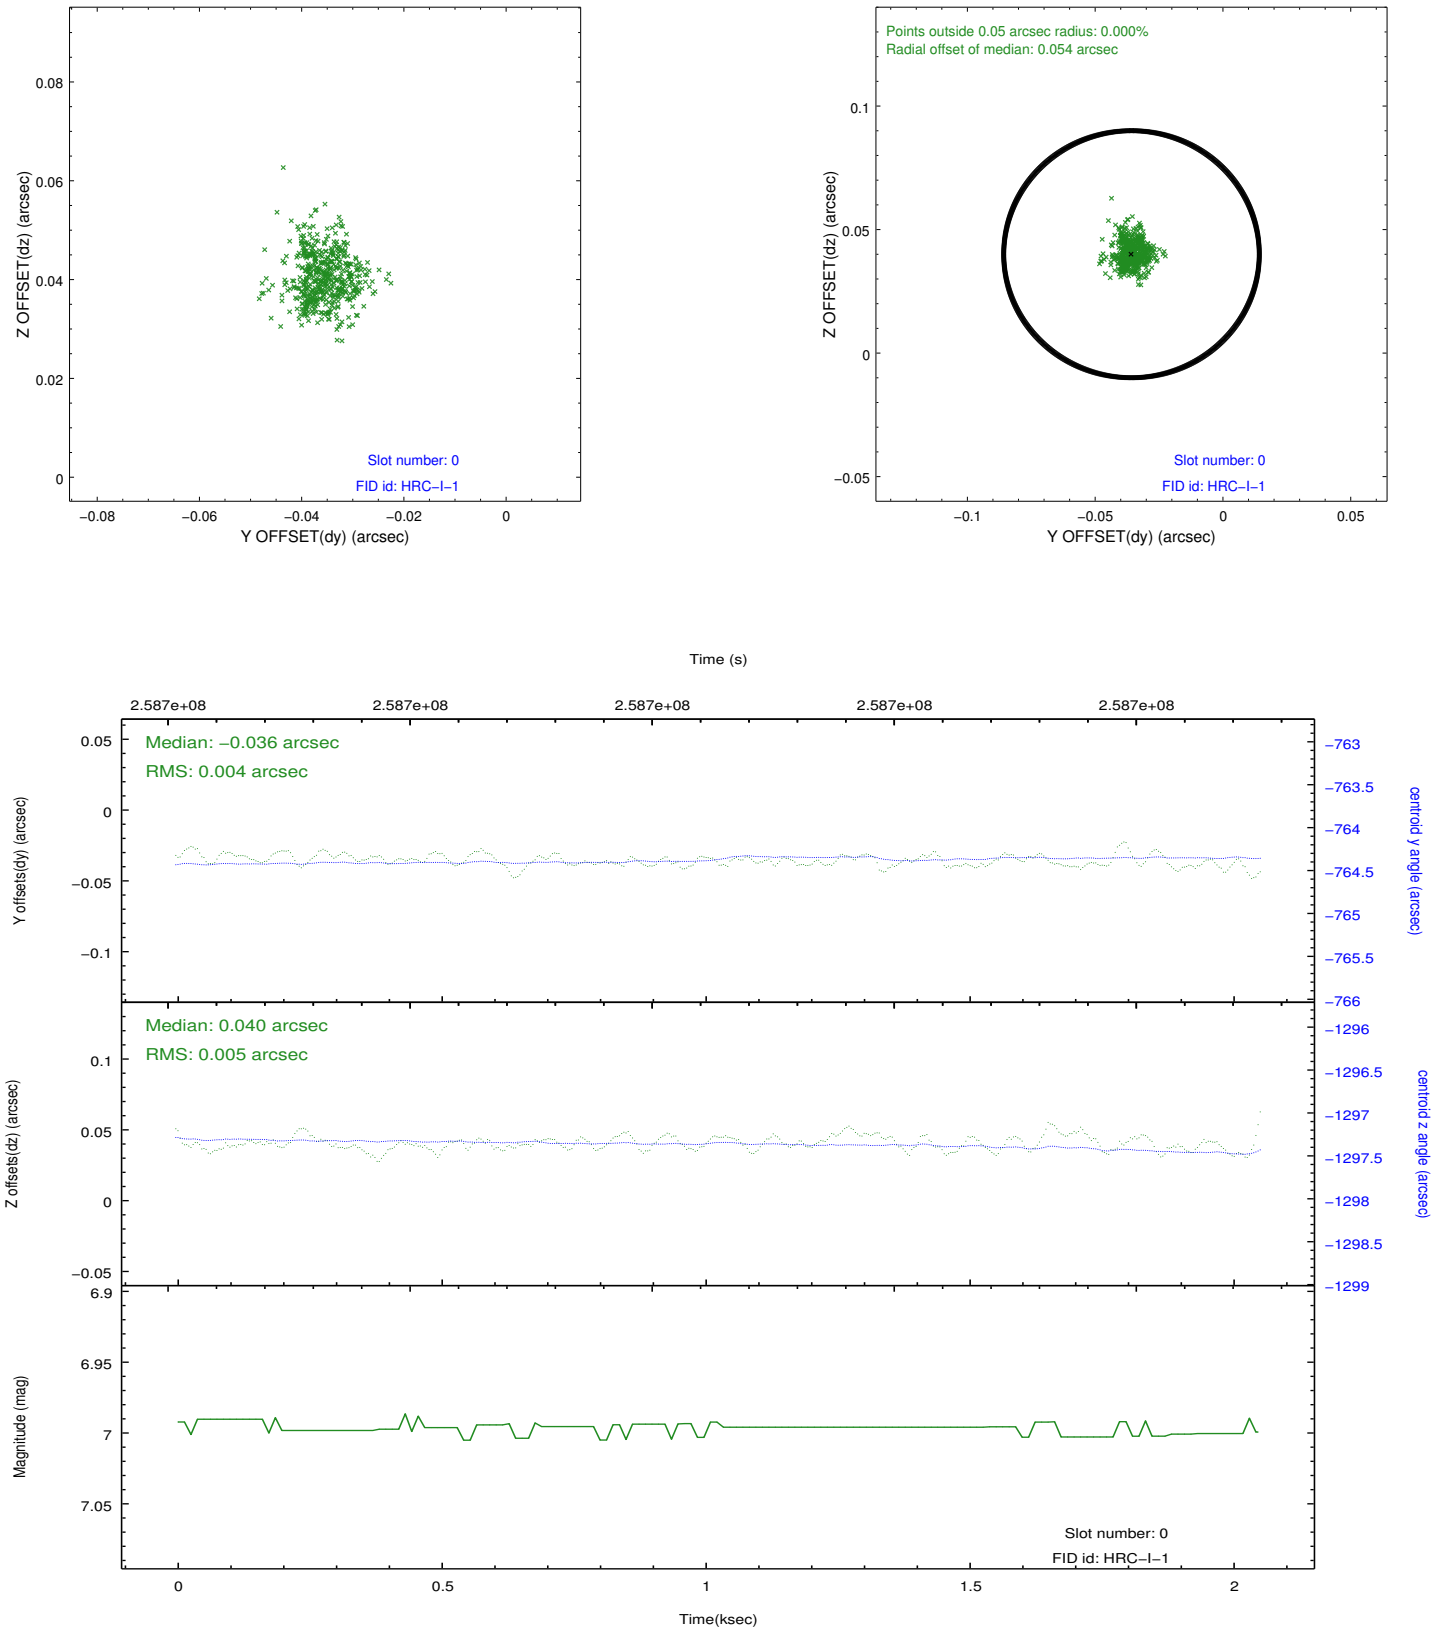 0.08
0.06
0.04
0.02
0
Z OFFSET(dz) (arcsec)
Slot number: 0
FID id: HRC−I−1
−0.08 −0.06 −0.04 −0.02 0
Y OFFSET(dy) (arcsec)
Points outside 0.05 arcsec radius: 0.000%
Radial offset of median: 0.054 arcsec
0.1
0.05
0
−0.05
Z OFFSET(dz) (arcsec)
Slot number: 0
FID id: HRC−I−1
−0.1 −0.05 0 0.05
Y OFFSET(dy) (arcsec)
Time (s)
2.587e+08 2.587e+08 2.587e+08 2.587e+08 2.587e+08
Median: −0.036 arcsec
RMS: 0.004 arcsec
0.05
0
−0.05
−0.1
Y offsets(dy) (arcsec)
−763
−763.5
−764
−764.5
−765
−765.5
−766
centroid y angle (arcsec)
Median: 0.040 arcsec
RMS: 0.005 arcsec
0.1
0.05
0
−0.05
Z offsets(dz) (arcsec)
−1296
−1296.5
−1297
−1297.5
−1298
−1298.5
−1299
centroid z angle (arcsec)
6.9
6.95
7
7.05
Magnitude (mag)
Slot number: 0
FID id: HRC−I−1
0 0.5 1 1.5 2
Time(ksec)